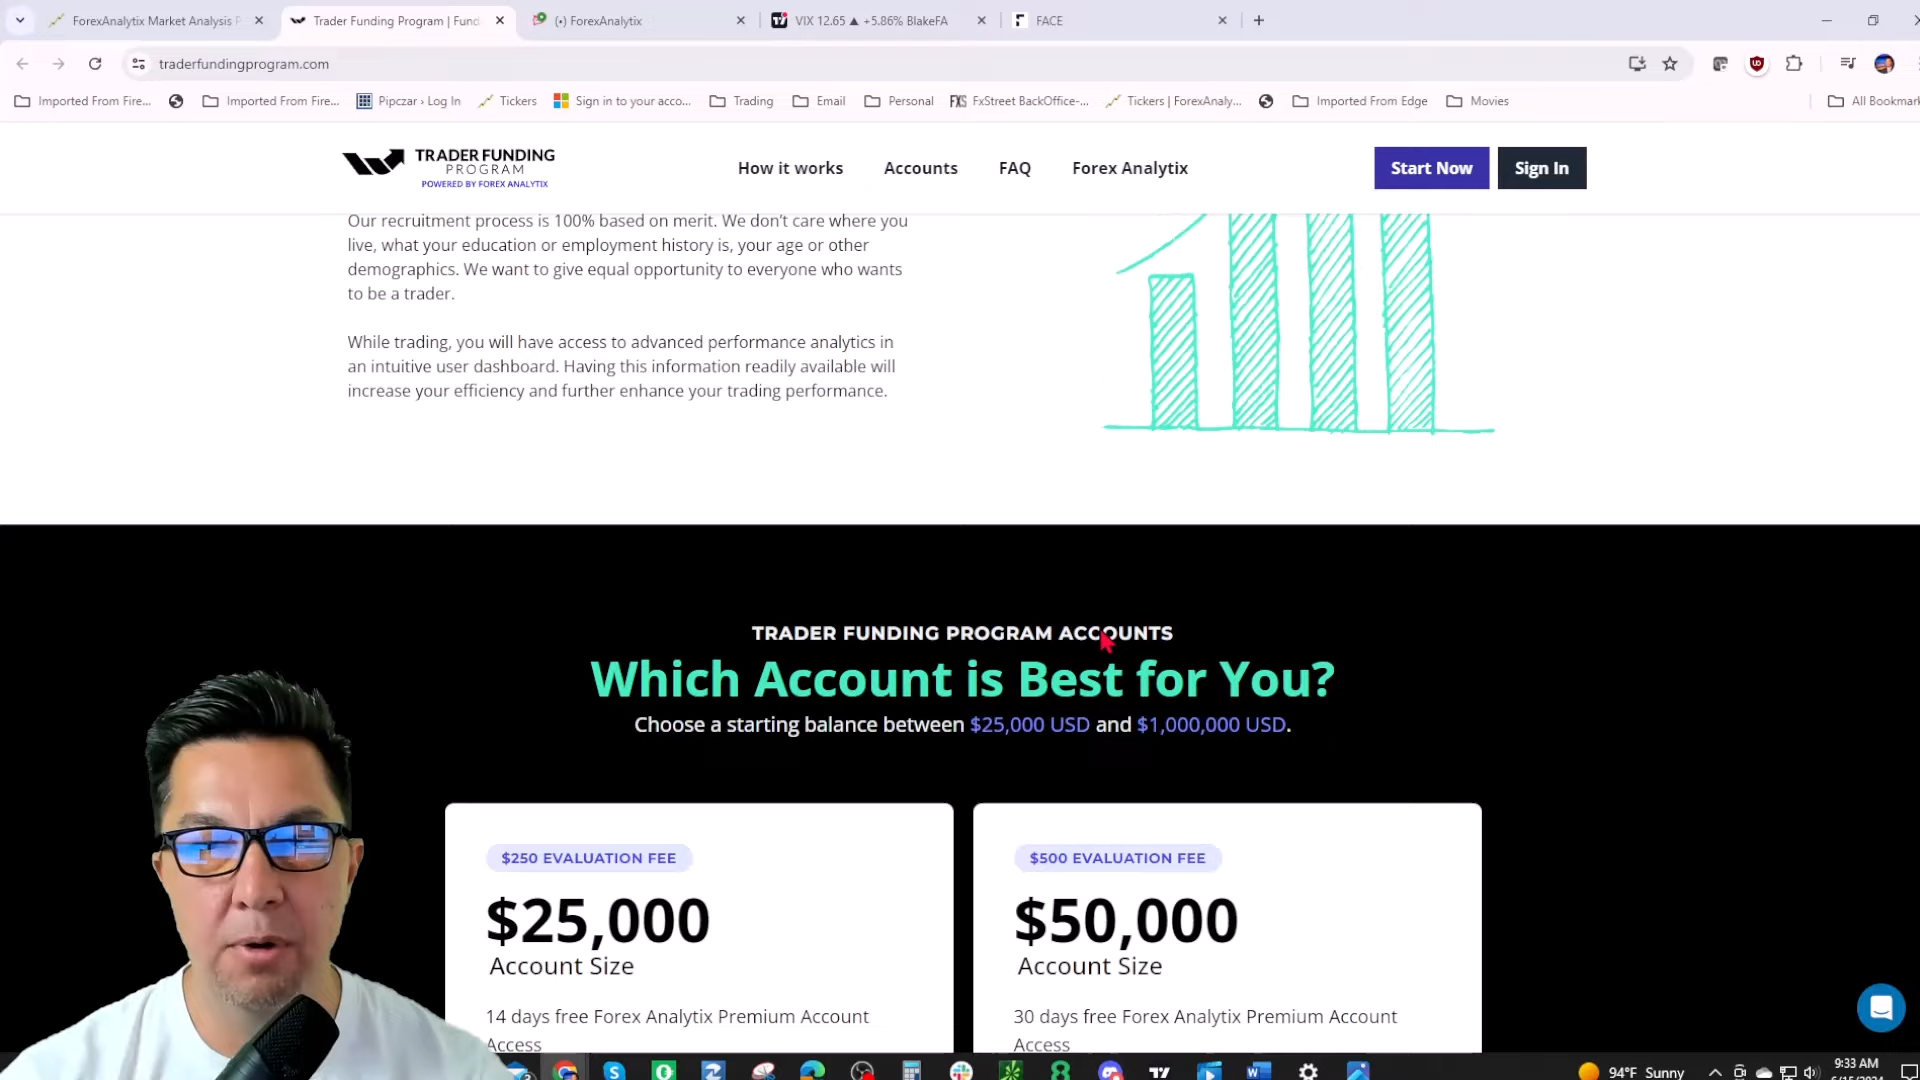 ForexAnalytix Market Analysis P
Trader Funding Program | Fund
(•) ForexAnalytix
VIX 12.65 ▲ +5.86% BlakeFA
FACE
traderfundingprogram.com
Imported From Fire...
Imported From Fire...
Pipczar › Log In
Tickers
Sign in to your acco...
Trading
Email
Personal
FXS FxStreet BackOffice-...
Tickers | ForexAnaly...
Imported From Edge
Movies
All Bookmark
TRADER FUNDING
PROGRAM
POWERED BY FOREX ANALYTIX
How it works
Accounts
FAQ
Forex Analytix
Start Now
Sign In
Our recruitment process is 100% based on merit. We don't care where you
live, what your education or employment history is, your age or other
demographics. We want to give equal opportunity to everyone who wants
to be a trader.
While trading, you will have access to advanced performance analytics in
an intuitive user dashboard. Having this information readily available will
increase your efficiency and further enhance your trading performance.
TRADER FUNDING PROGRAM ACCOUNTS
Which Account is Best for You?
Choose a starting balance between $25,000 USD and $1,000,000 USD.
$250 EVALUATION FEE
$25,000
Account Size
14 days free Forex Analytix Premium Account
Access
$500 EVALUATION FEE
$50,000
Account Size
30 days free Forex Analytix Premium Account
Access
94°F Sunny
9:33 AM